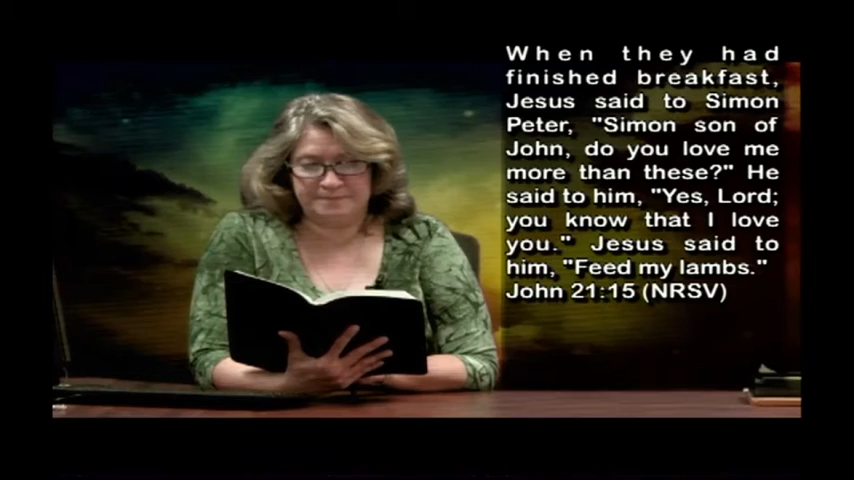 When they had
finished breakfast,
Jesus said to Simon
Peter, "Simon son of
John, do you love me
more than these?" He
said to him, "Yes, Lord;
you know that I love
you." Jesus said to
him, "Feed my lambs."
John 21:15 (NRSV)